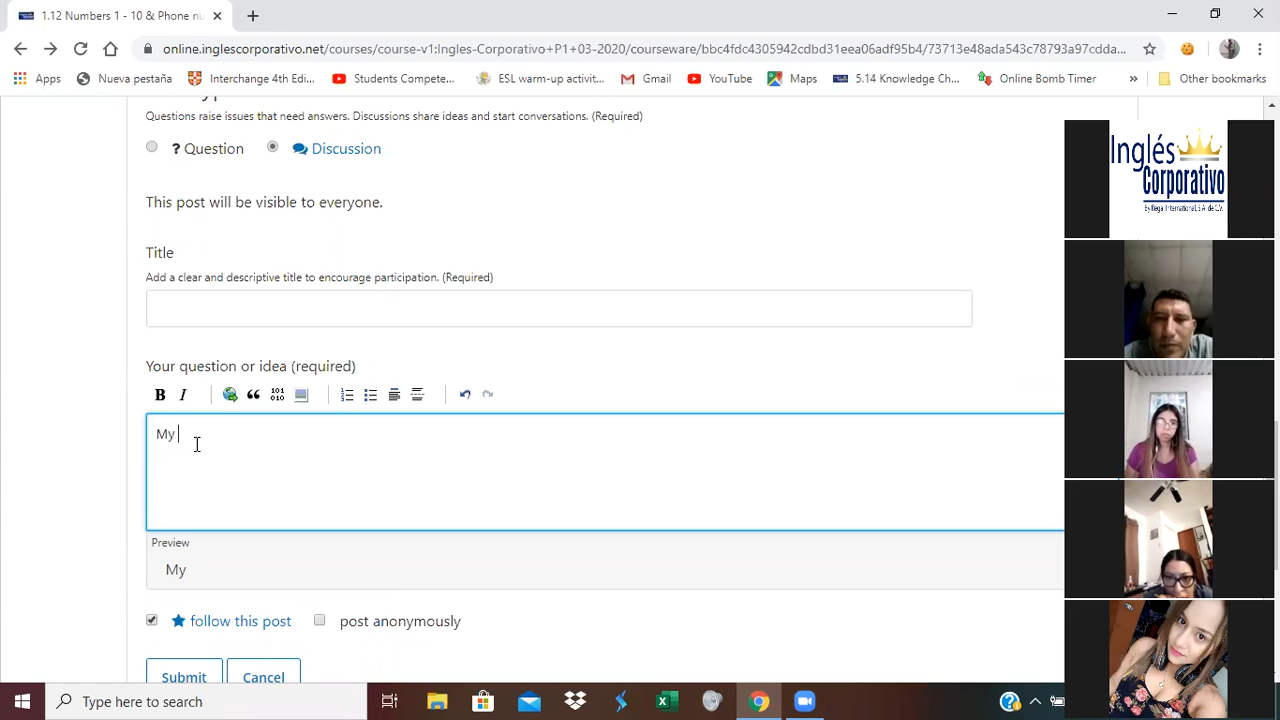 1.12 Numbers 1 - 10 & Phone nu
online.inglescorporativo.net/courses/course-v1:Ingles-Corporativo+P1+03-2020/courseware/bbc4fdc4305942cdbd31eea06adf95b4/73713e48ada543c78793a97cdda...
Apps Nueva pestaña Interchange 4th Edi... Students Compete... ESL warm-up activit... Gmail YouTube Maps 5.14 Knowledge Ch... Online Bomb Timer » Other bookmarks
Questions raise issues that need answers. Discussions share ideas and start conversations. (Required)
? Question Discussion
This post will be visible to everyone.
Title
Add a clear and descriptive title to encourage participation. (Required)
Your question or idea (required)
B I
My
Preview
My
follow this post post anonymously
Submit Cancel
Type here to search
Inglés
Corporativo
By Rega International, S.A. de C.V.